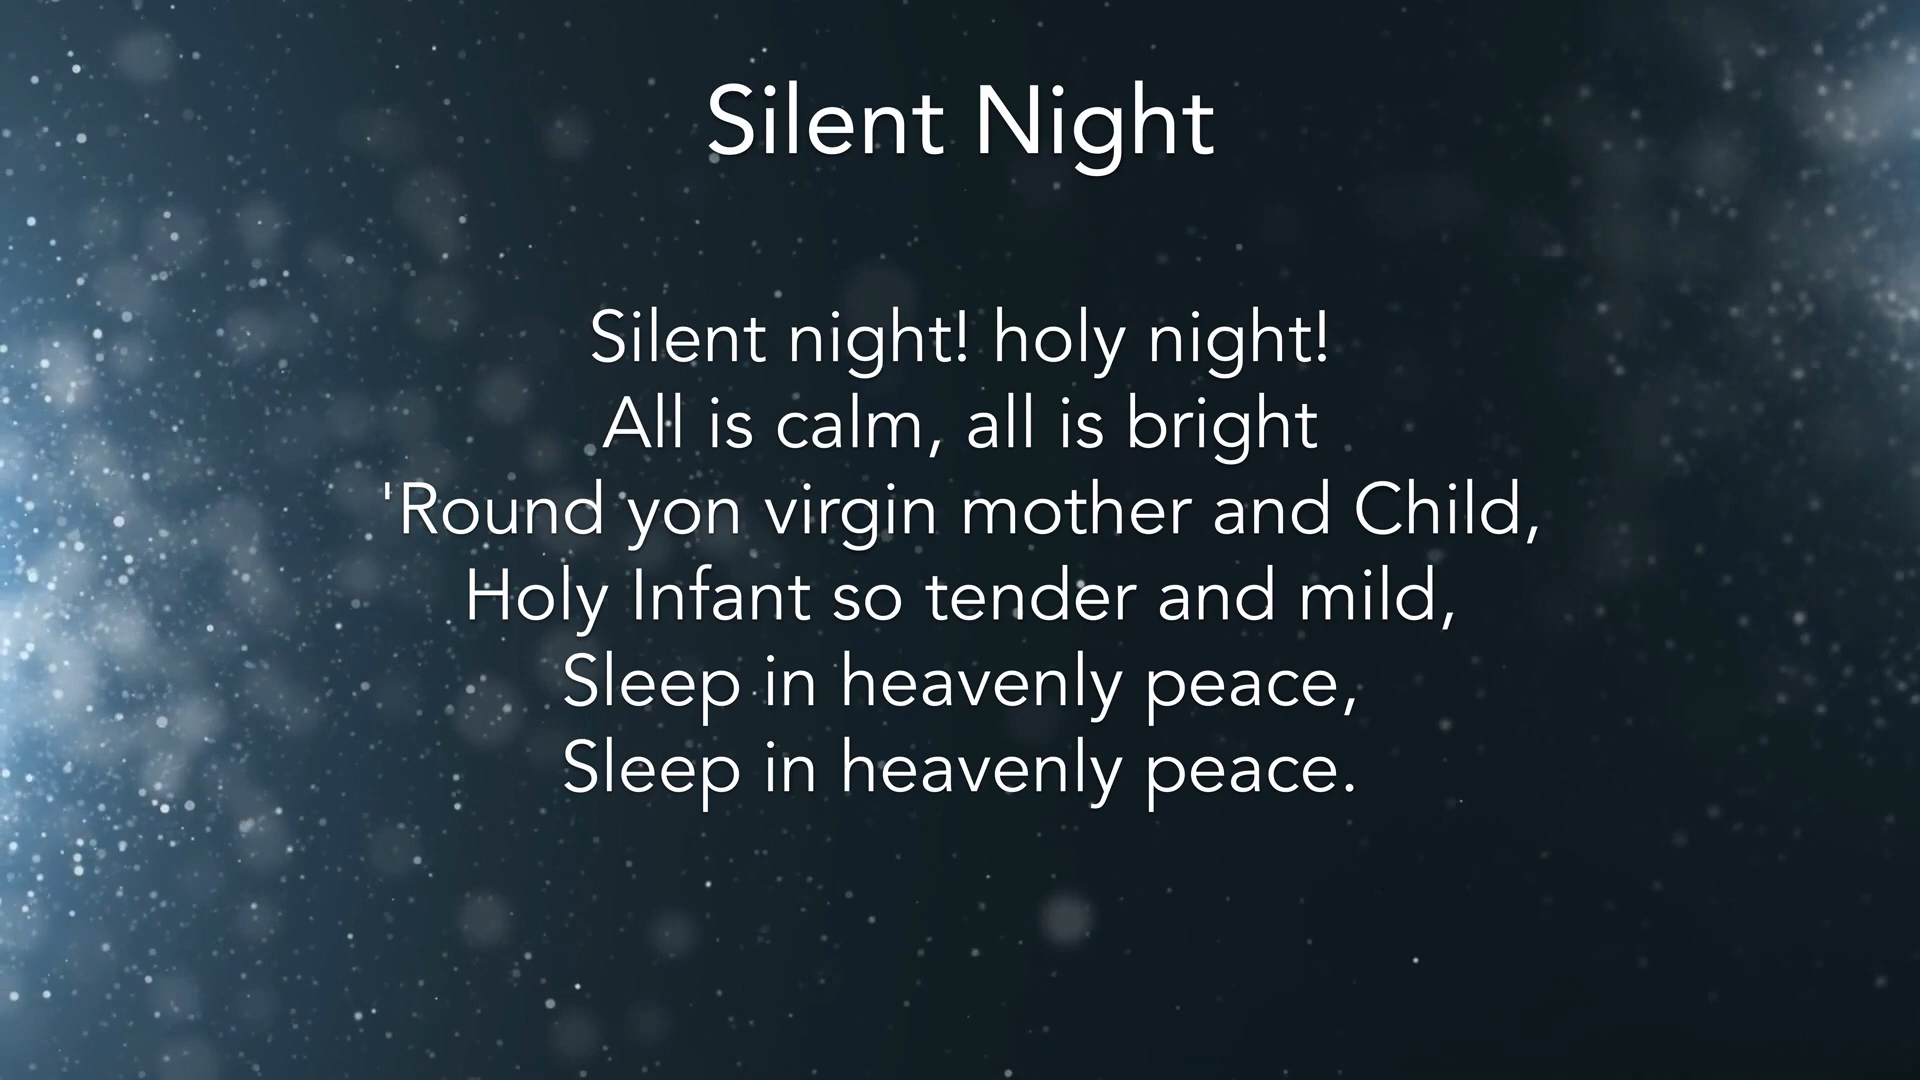 Silent Night
Silent night! holy night!
All is calm, all is bright
'Round yon virgin mother and Child,
Holy Infant so tender and mild,
Sleep in heavenly peace,
Sleep in heavenly peace.